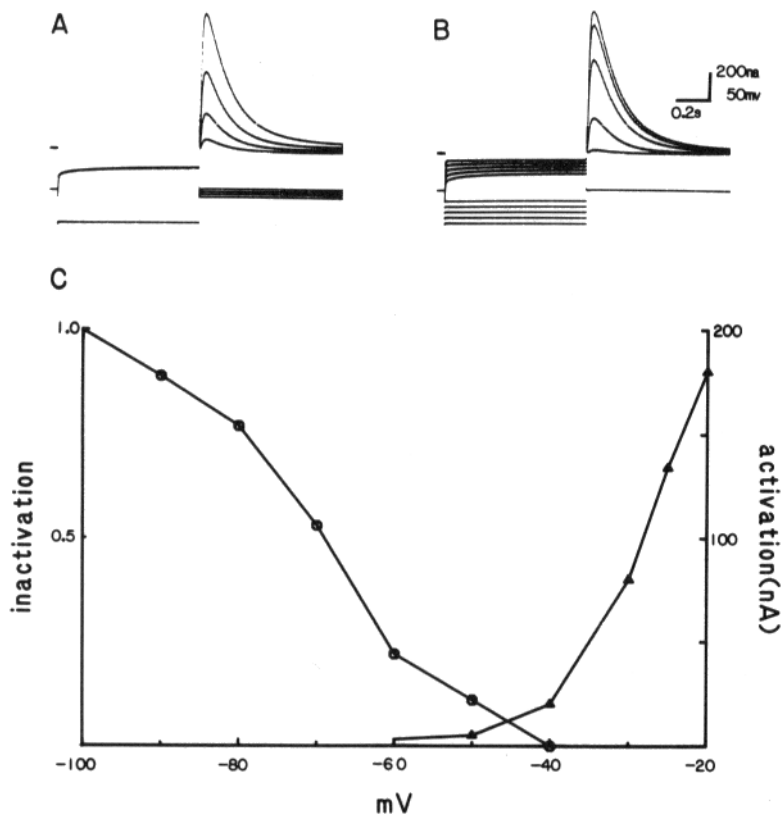 A
B
200na
50mv
0.2s
C
1.0
0.5
inactivation
200
100
activation(nA)
-100
-80
-60
-40
-20
mV